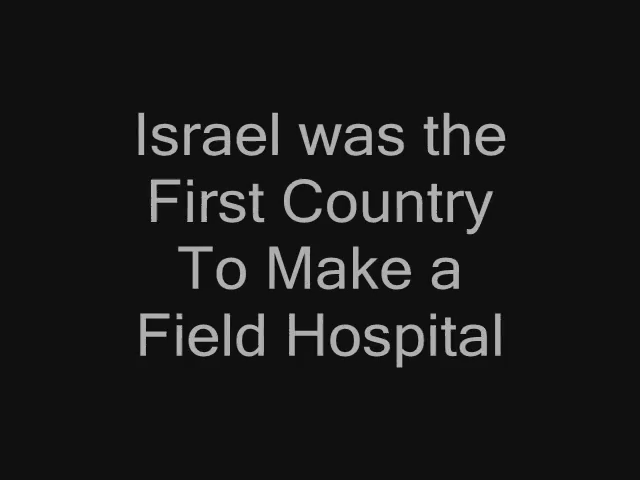 Israel was the
First Country
To Make a
Field Hospital